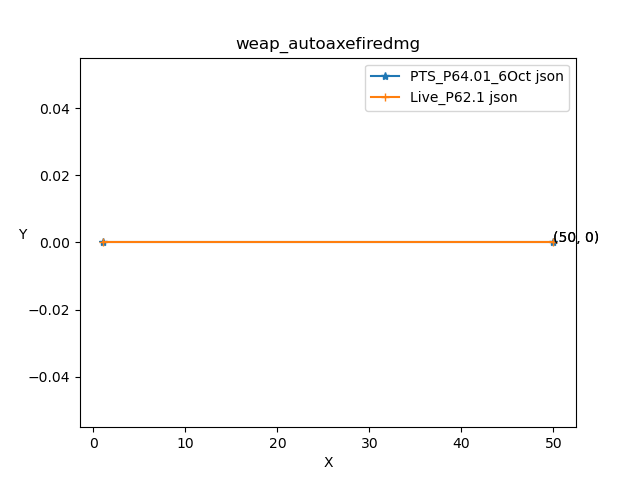 weap_autoaxefiredmg
PTS_P64.01_6Oct json
Live_P62.1 json
0.04
0.02
0.00
−0.02
−0.04
Y
(50, 0)
0 10 20 30 40 50
X